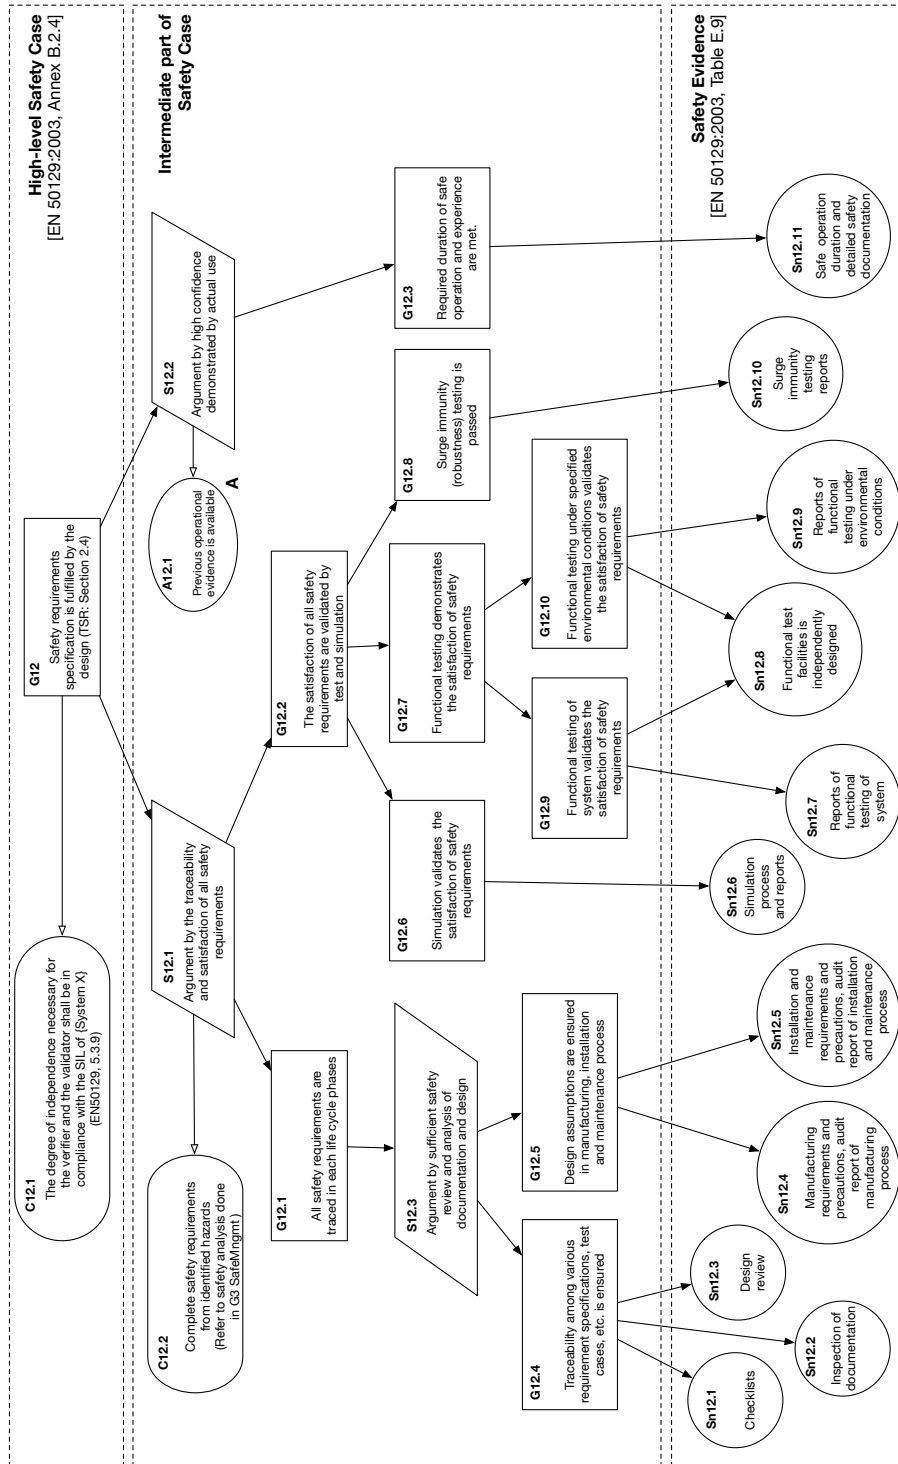 High-level Safety Case
[EN 50129:2003, Annex B.2.4]
C12.1
The degree of independence necessary for
the verifier and the validator shall be in
compliance with the SIL of {System X}
(EN50129, 5.3.9)
G12
Safety requirements
specification is fulfilled by the
design (TSR: Section 2.4)
Intermediate part of
Safety Case
C12.2
Complete safety requirements
from identified hazards
(Refer to safety analysis done
in G3 SafeMngmt)
S12.1
Argument by the traceability
and satisfaction of all safety
requirements
A12.1
Previous operational
evidence is available
A
S12.2
Argument by high confidence
demonstrated by actual use
G12.1
All safety requirements are
traced in each life cycle phases
G12.2
The satisfaction of all safety
requirements are validated by
test and simulation
S12.3
Argument by sufficient safety
review and analysis of
documentation and design
G12.6
Simulation validates the
satisfaction of safety
requirements
G12.7
Functional testing demonstrates
the satisfaction of safety
requirements
G12.8
Surge immunity
(robustness) testing is
passed
G12.3
Required duration of safe
operation and experience
are met.
G12.4
Traceability among various
requirement specifications, test
cases, etc. is ensured
G12.5
Design assumptions are ensured
in manufacturing, installation
and maintenance process
G12.9
Functional testing of
system validates the
satisfaction of safety
requirements
G12.10
Functional testing under specified
environmental conditions validates
the satisfaction of safety
requirements
Safety Evidence
[EN 50129:2003, Table E.9]
Sn12.1
Checklists
Sn12.2
Inspection of
documentation
Sn12.3
Design
review
Sn12.4
Manufacturing
requirements and
precautions, audit
report of
manufacturing
process
Sn12.5
Installation and
maintenance
requirements and
precautions, audit
report of installation
and maintenance
process
Sn12.6
Simulation
process
and reports
Sn12.7
Reports of
functional
testing of
system
Sn12.8
Functional test
facilities is
independently
designed
Sn12.9
Reports of
functional
testing under
environmental
conditions
Sn12.10
Surge
immunity
testing
reports
Sn12.11
Safe operation
duration and
detailed safety
documentation